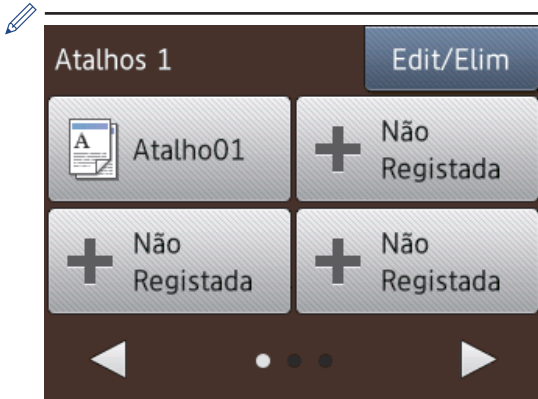 Atalhos 1
Edit/Elim
A
Atalho01
Não
Registada
Não
Registada
Não
Registada